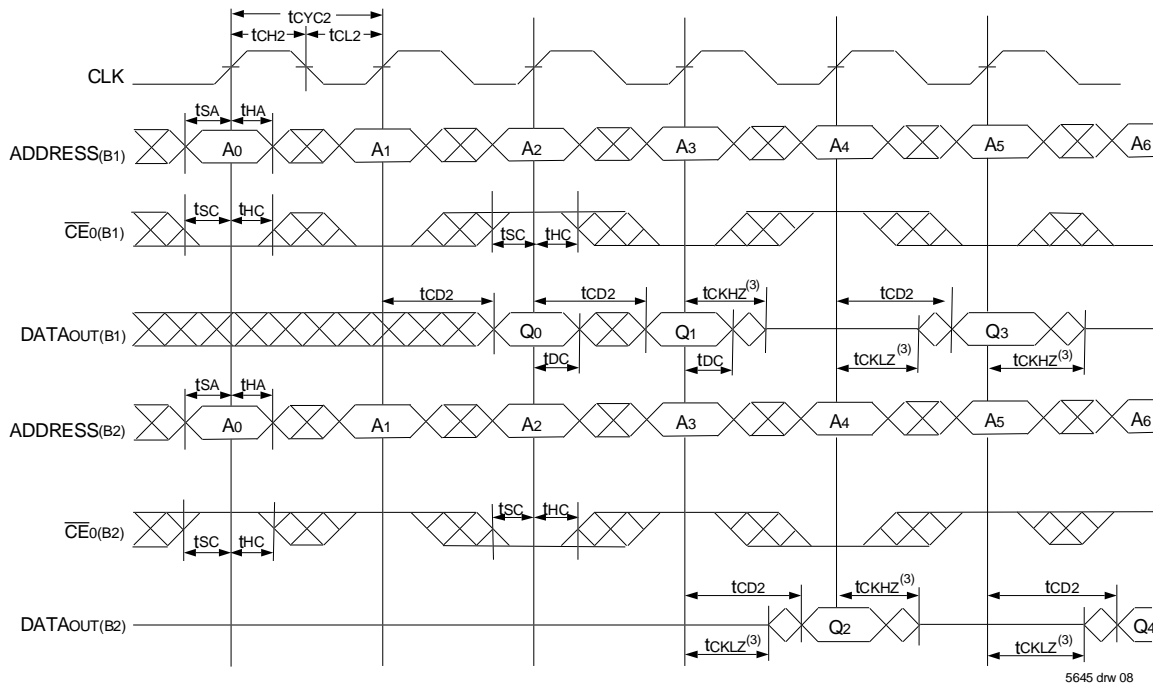 tCYC2
tCH2 tCL2
CLK
tSA tHA
ADDRESS(B1) A0 A1 A2 A3 A4 A5 A6
tSC tHC
CE0(B1)
tSC tHC
tCD2 tCD2 tCKHZ(3) tCD2
DATAOUT(B1) Q0 Q1 Q3
tDC tDC tCKLZ(3) tCKHZ(3)
tSA tHA
ADDRESS(B2) A0 A1 A2 A3 A4 A5 A6
tSC tHC
CE0(B2)
tSC tHC
tCD2 tCKHZ(3) tCD2
DATAOUT(B2) Q2 Q4
tCKLZ(3) tCKLZ(3)
5645 drw 08